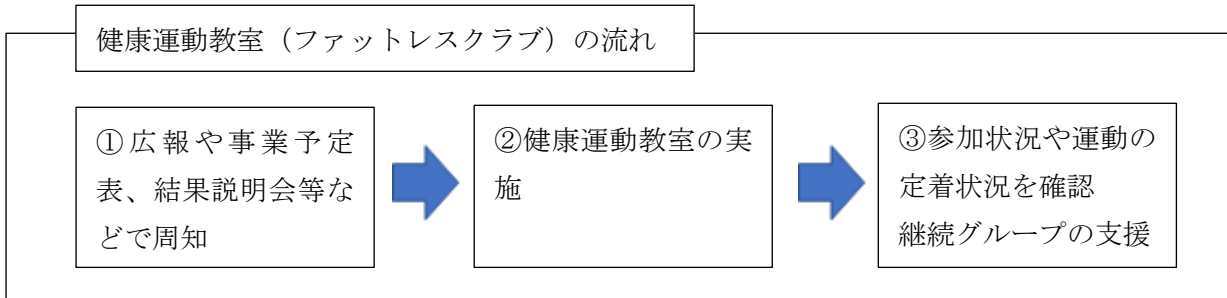 健康運動教室（ファットレスクラブ）の流れ
①広報や事業予定
表、結果説明会等な
どで周知
②健康運動教室の実
施
③参加状況や運動の
定着状況を確認
継続グループの支援